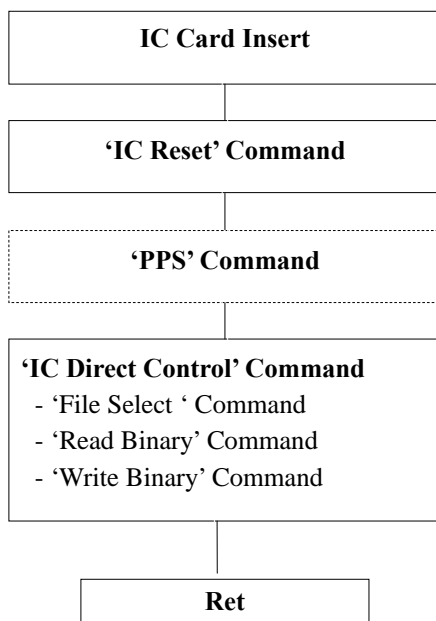 IC Card Insert
‘IC Reset’ Command
‘PPS’ Command
‘IC Direct Control’ Command
- ‘File Select ‘ Command
- ‘Read Binary’ Command
- ‘Write Binary’ Command
Ret